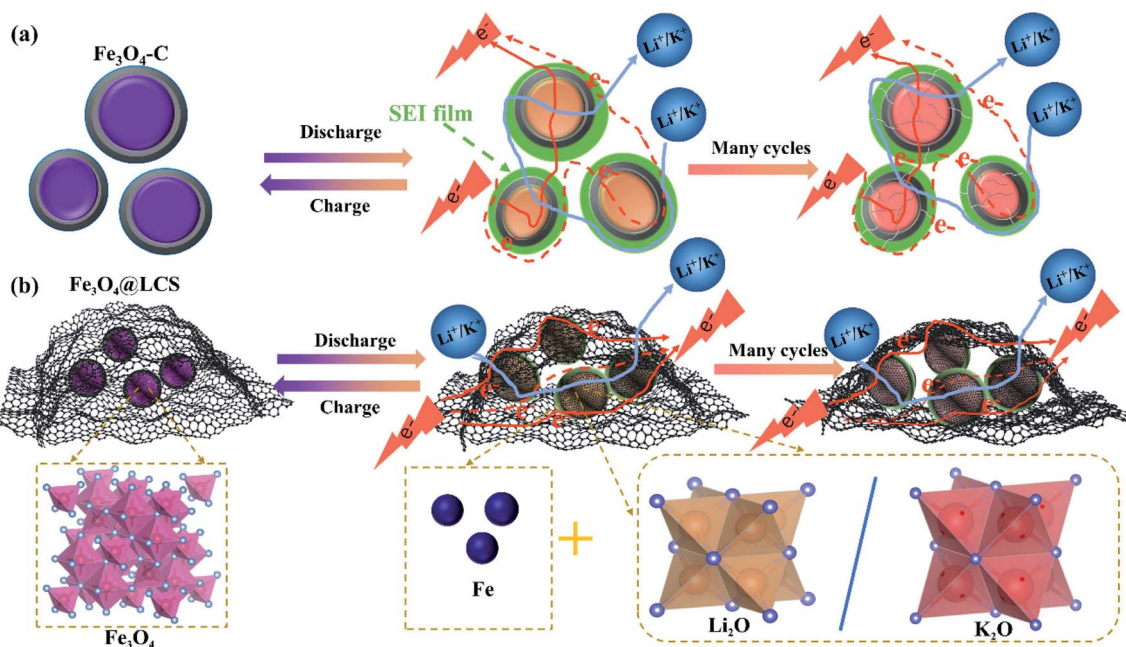 (a)
Fe₃O₄-C
Discharge
Charge
SEI film
e-
e-
e-
e-
e
Li⁺/K⁺
Li⁺/K⁺
Many cycles
e-
e-
e-
e-
e-
Li⁺/K⁺
Li⁺/K⁺
(b)
Fe₃O₄@LCS
Discharge
Charge
Li⁺/K⁺
Li⁺/K⁺
e-
e-
e-
e-
e-
Many cycles
Li⁺/K⁺
Li⁺/K⁺
e-
e-
e-
e-
Fe₃O₄
Fe
+
Li₂O
/
K₂O